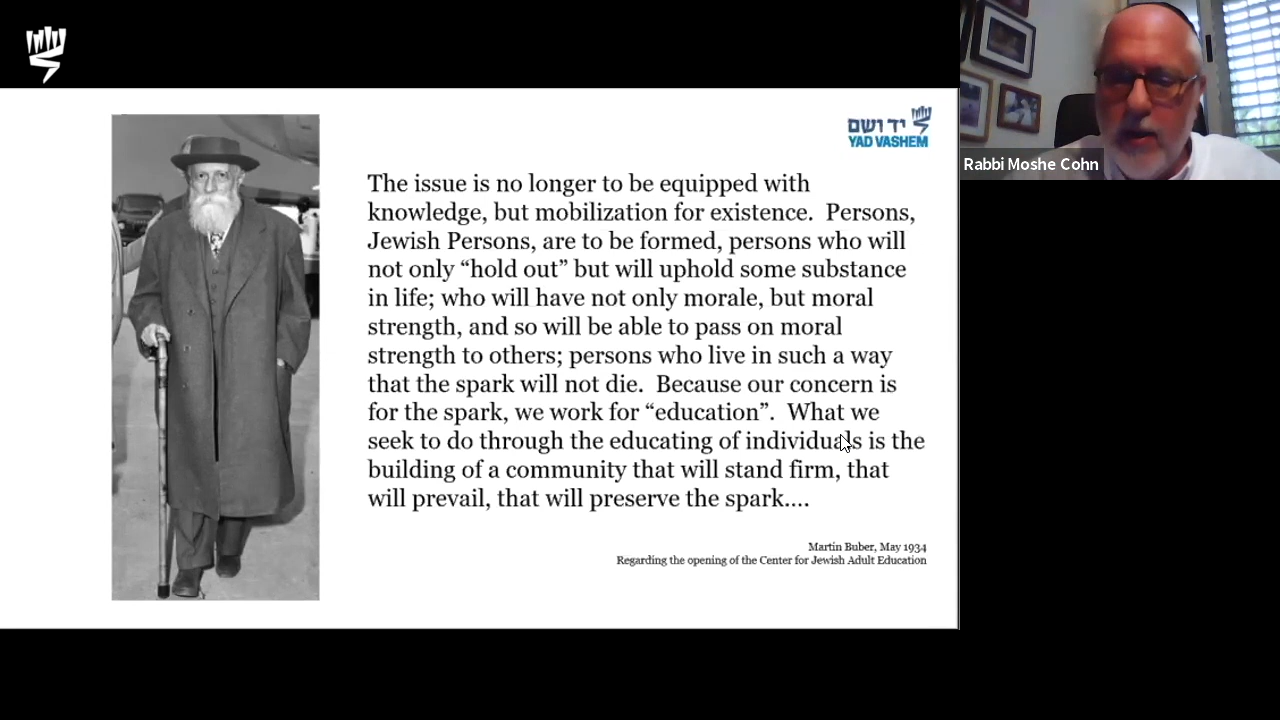 יד ושם
YAD VASHEM
Rabbi Moshe Cohn
The issue is no longer to be equipped with
knowledge, but mobilization for existence.  Persons,
Jewish Persons, are to be formed, persons who will
not only “hold out” but will uphold some substance
in life; who will have not only morale, but moral
strength, and so will be able to pass on moral
strength to others; persons who live in such a way
that the spark will not die.  Because our concern is
for the spark, we work for “education”.  What we
seek to do through the educating of individuals is the
building of a community that will stand firm, that
will prevail, that will preserve the spark....
Martin Buber, May 1934
Regarding the opening of the Center for Jewish Adult Education